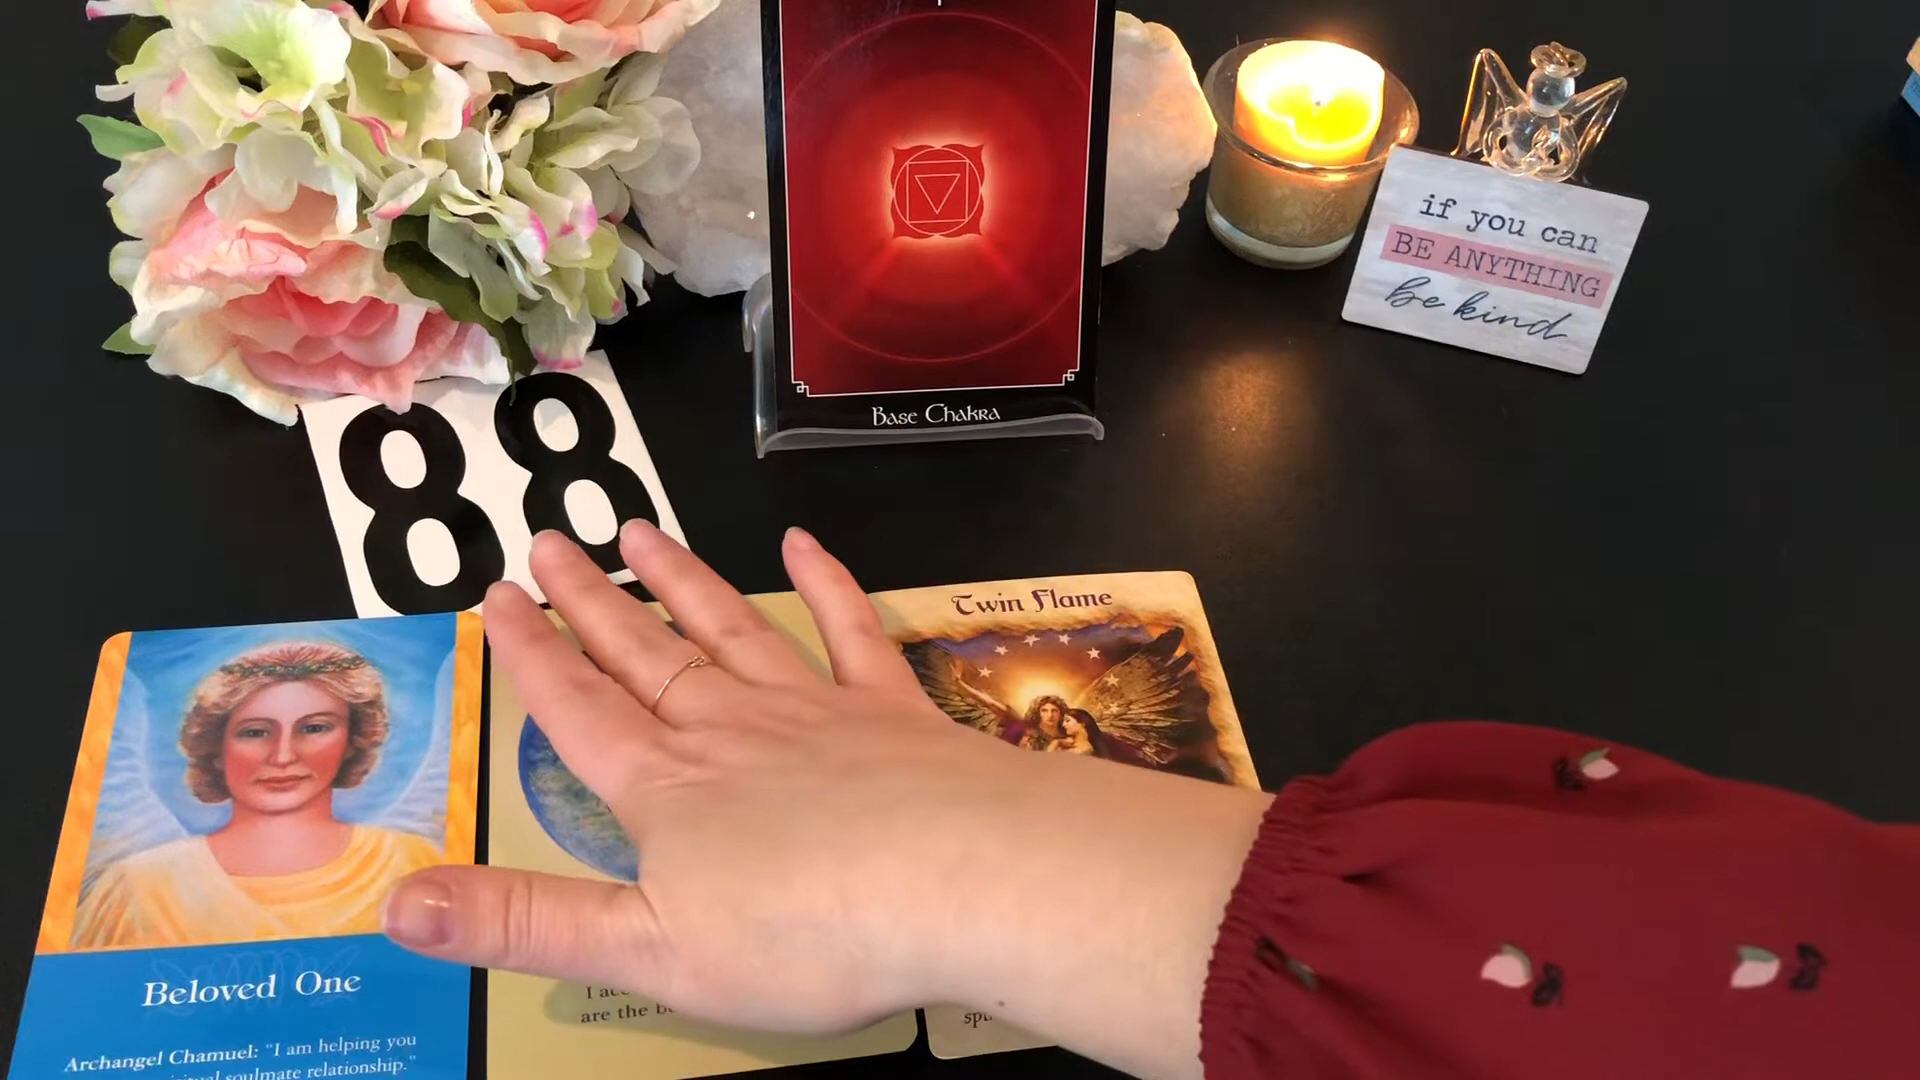 if you can
BE ANYTHING
be kind
Base Chakra
88
Twin Flame
Beloved One
Archangel Chamuel: "I am helping you
soulmate relationship."
I
are the